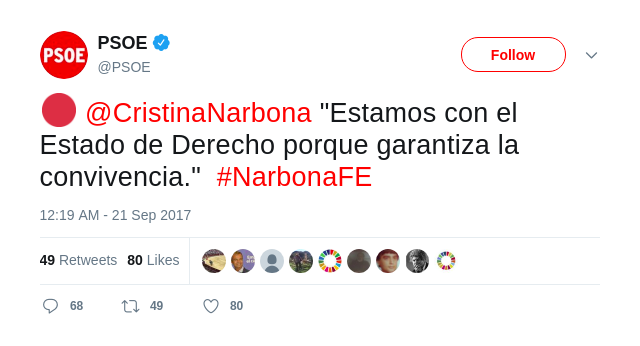 PSOE
PSOE
@PSOE
Follow
@CristinaNarbona "Estamos con el
Estado de Derecho porque garantiza la
convivencia." #NarbonaFE
12:19 AM - 21 Sep 2017
49 Retweets 80 Likes
68 49 80